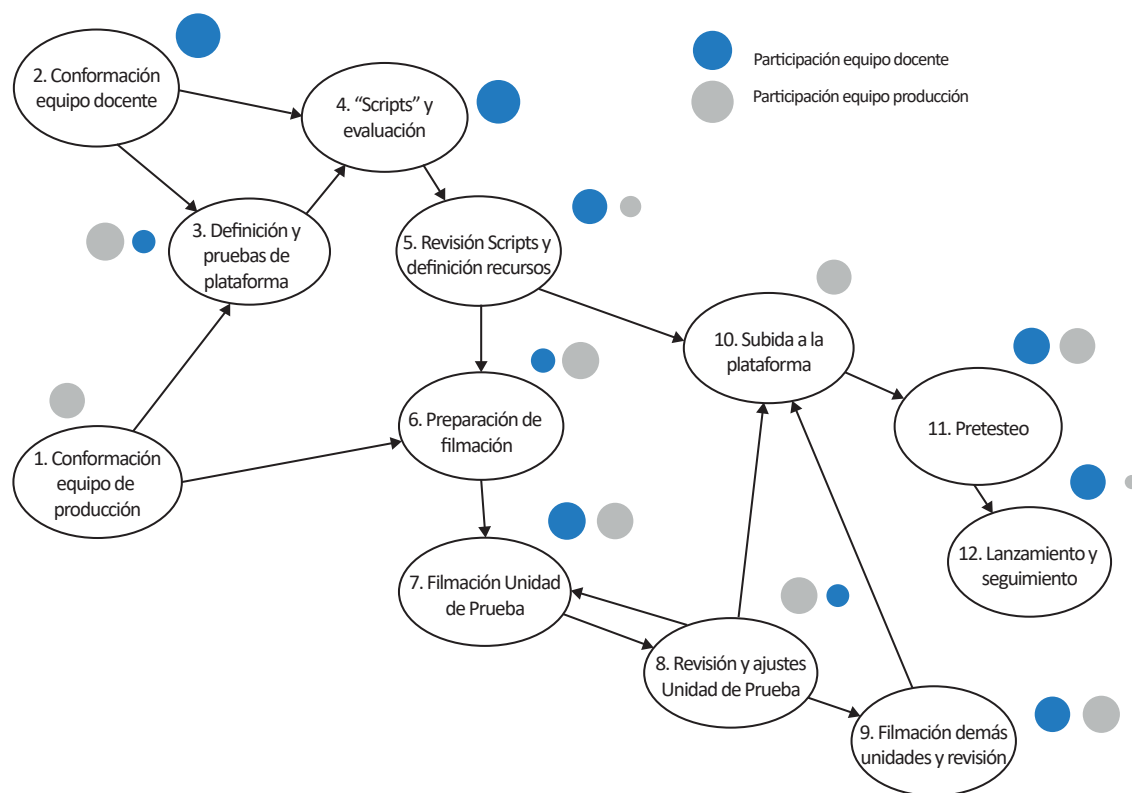 2. Conformación
equipo docente
4. “Scripts” y
evaluación
Participación equipo docente
Participación equipo producción
3. Definición y
pruebas de
plataforma
5. Revisión Scripts y
definición recursos
10. Subida a la
plataforma
1. Conformación
equipo de
producción
6. Preparación de
filmación
11. Pretesteo
7. Filmación Unidad
de Prueba
12. Lanzamiento y
seguimiento
8. Revisión y ajustes
Unidad de Prueba
9. Filmación demás
unidades y revisión